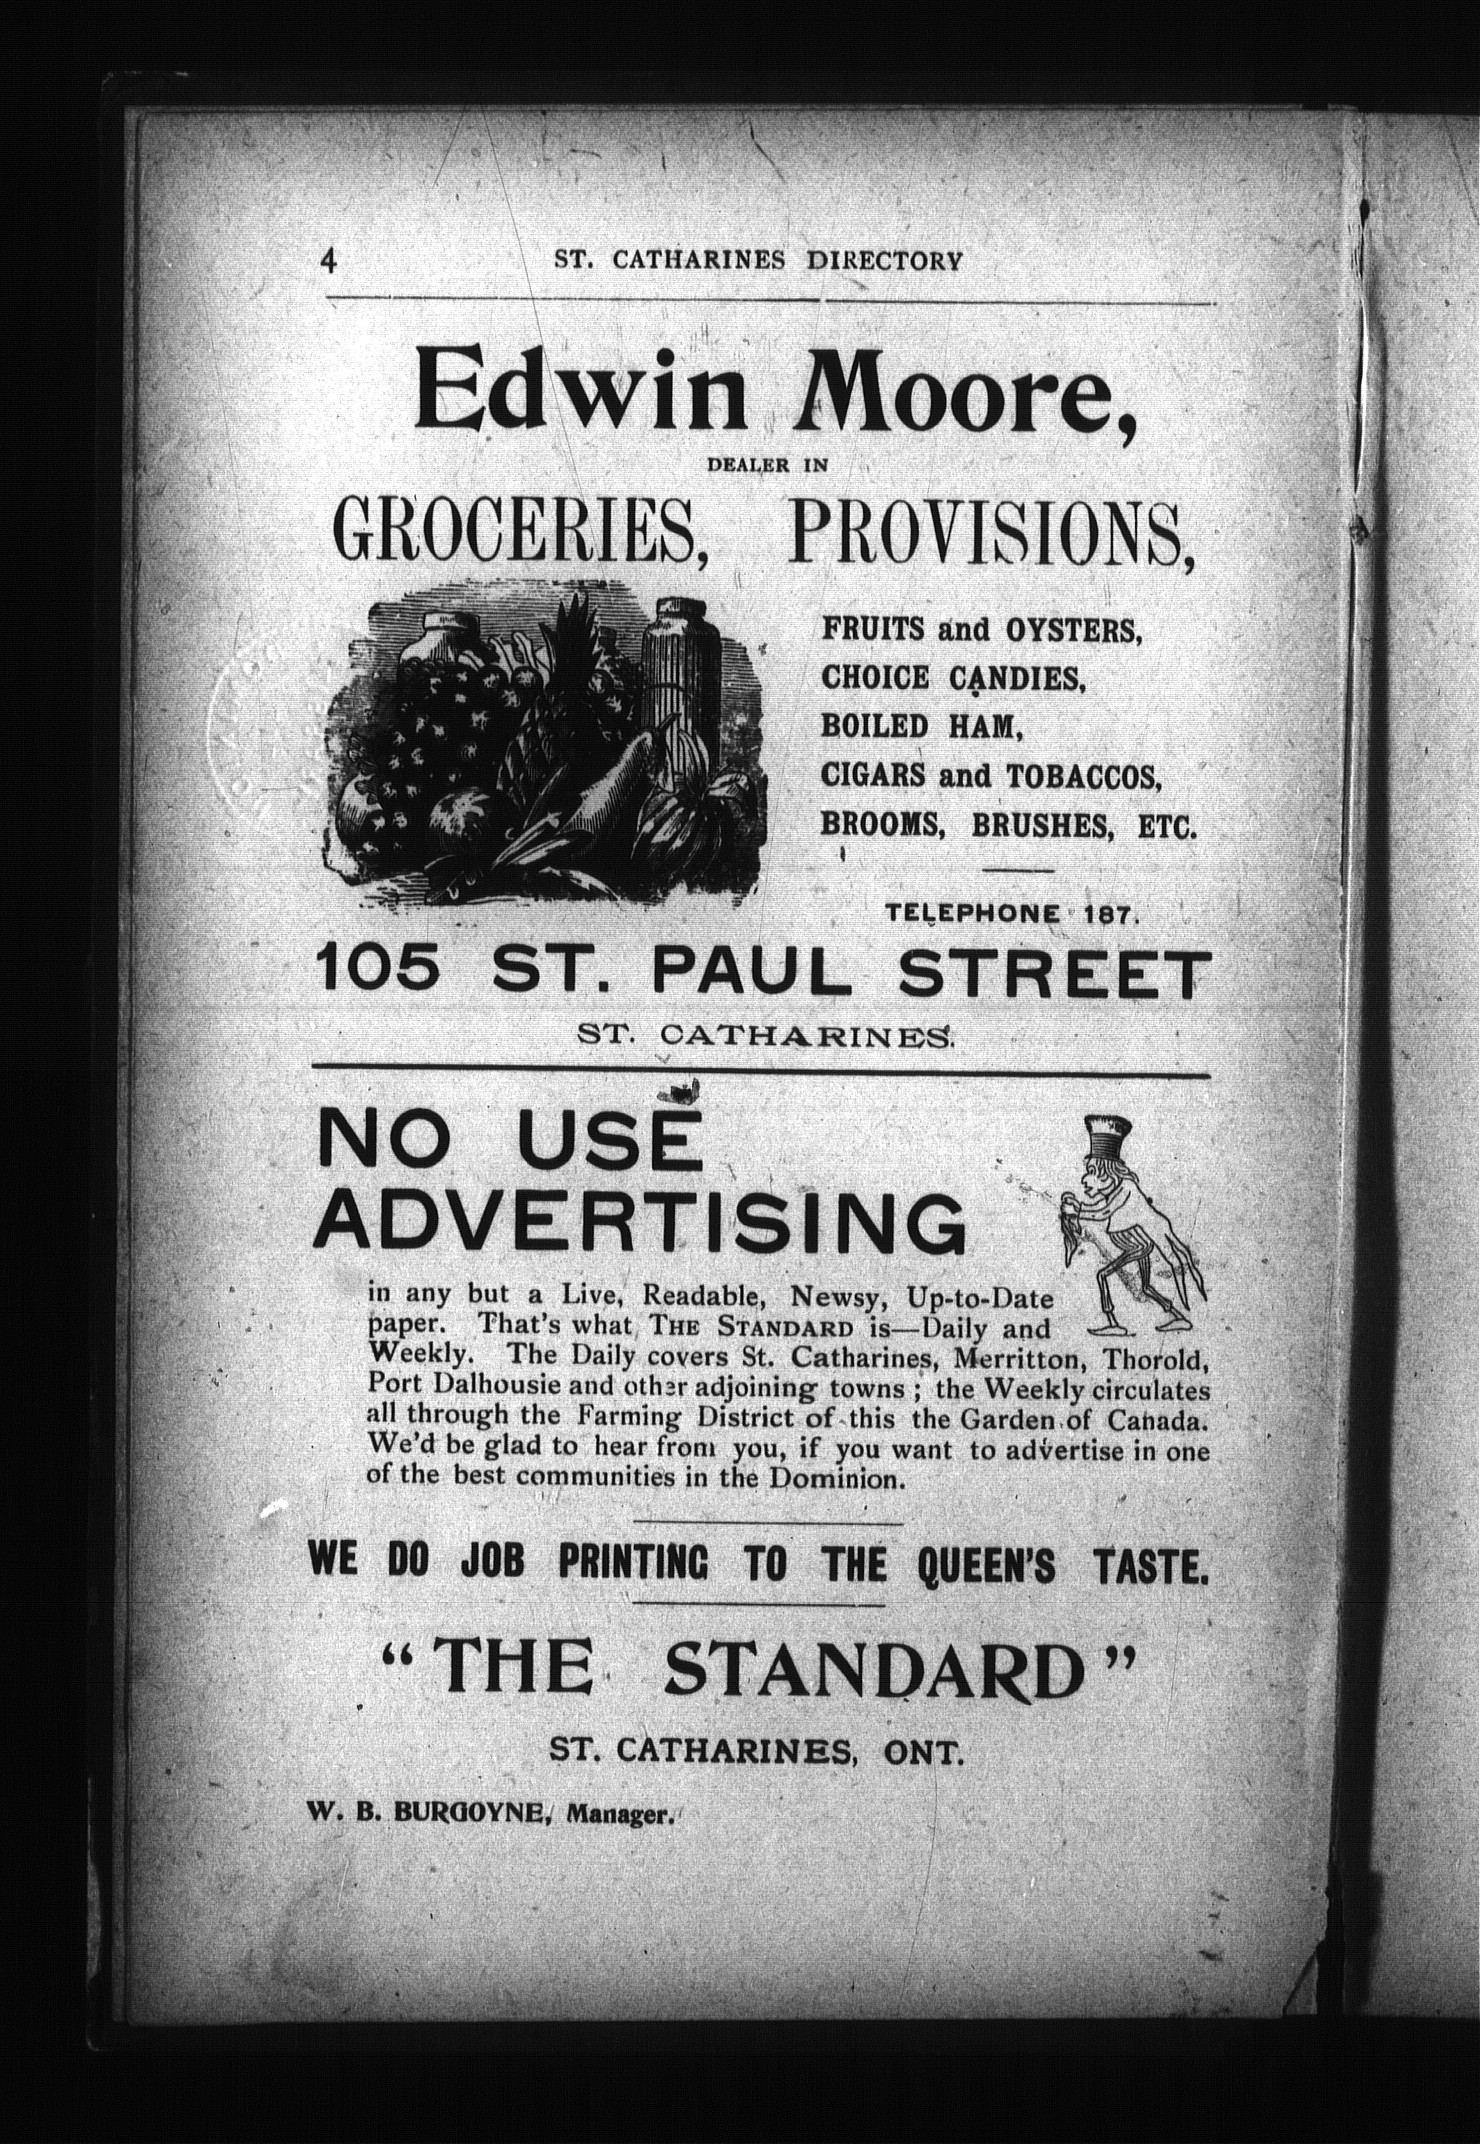 4 ST. CATHARINES DIRECTORY
Edwin Moore,
DEALER IN
GROCERIES, PROVISIONS,
FRUITS and OYSTERS,
CHOICE CANDIES,
BOILED HAM,
CIGARS and TOBACCOS,
BROOMS, BRUSHES, ETC.
TELEPHONE 187.
105 ST. PAUL STREET
ST. CATHARINES.
NO USE
ADVERTISING
in any but a Live, Readable, Newsy, Up-to-Date
paper. That's what THE STANDARD is—Daily and
Weekly. The Daily covers St. Catharines, Merritton, Thorold,
Port Dalhousie and other adjoining towns ; the Weekly circulates
all through the Farming District of this the Garden of Canada.
We'd be glad to hear from you, if you want to advertise in one
of the best communities in the Dominion.
WE DO JOB PRINTING TO THE QUEEN'S TASTE.
"THE STANDARD"
ST. CATHARINES, ONT.
W. B. BURGOYNE, Manager.